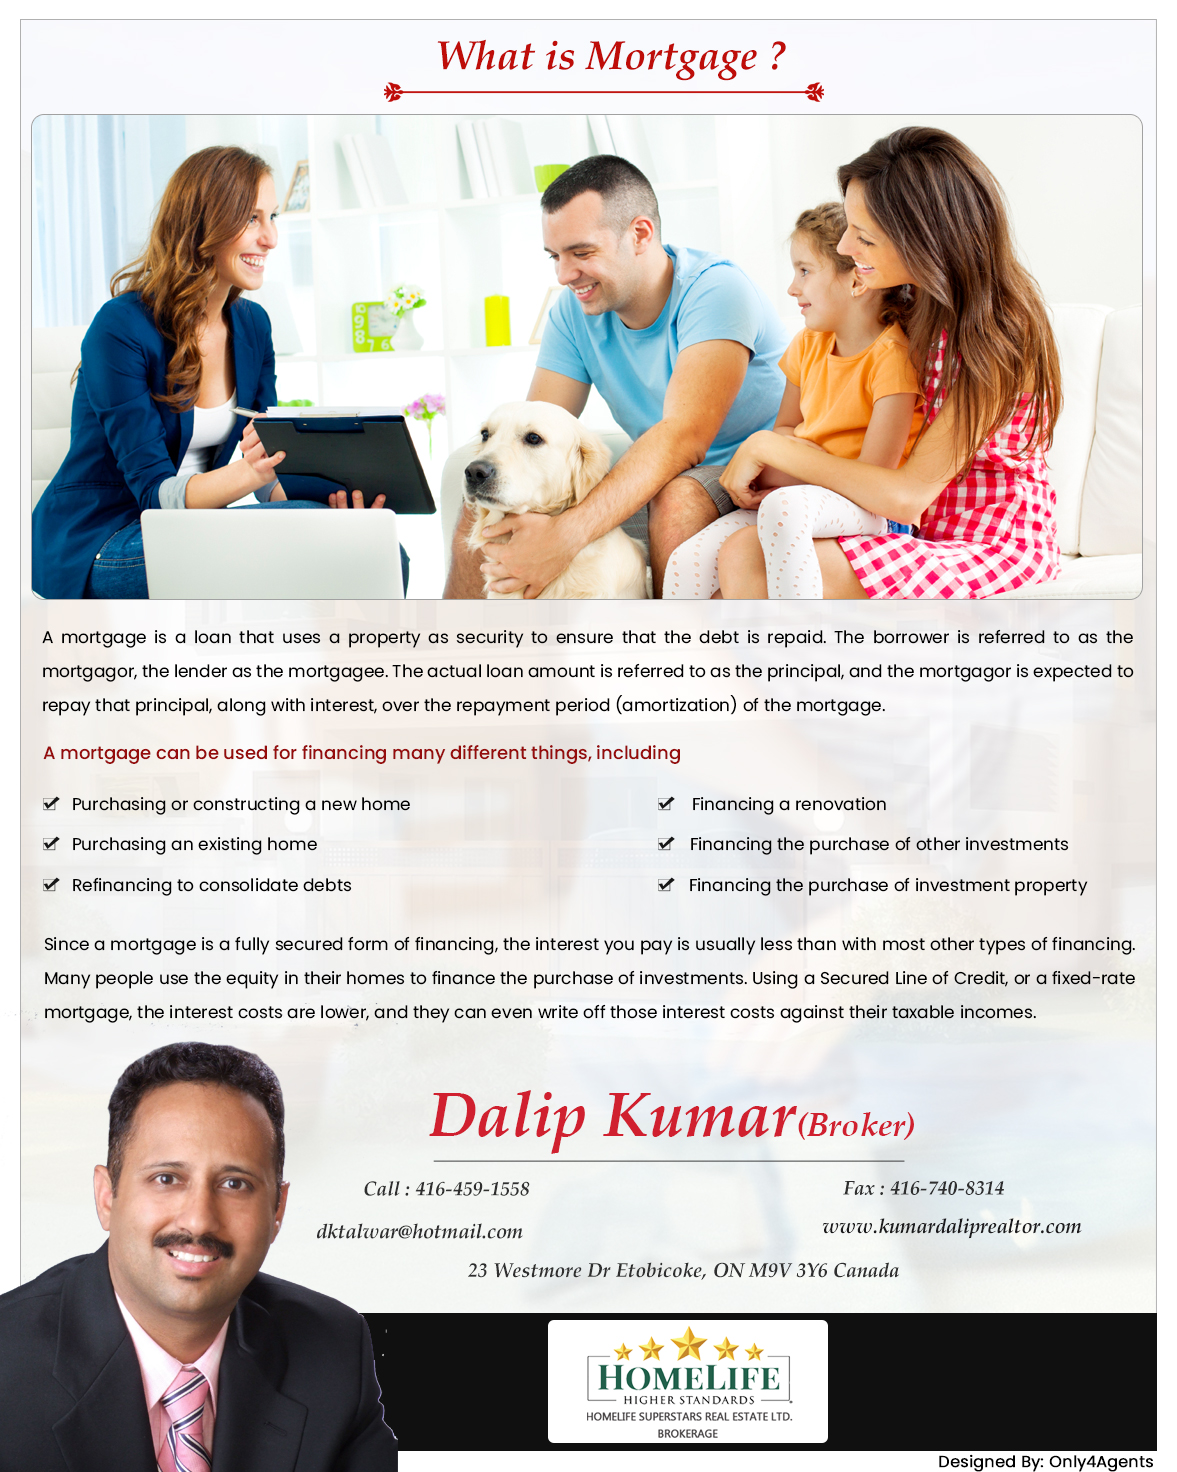 What is Mortgage ?
A mortgage is a loan that uses a property as security to ensure that the debt is repaid. The borrower is referred to as the
mortgagor, the lender as the mortgagee. The actual loan amount is referred to as the principal, and the mortgagor is expected to
repay that principal, along with interest, over the repayment period (amortization) of the mortgage.
A mortgage can be used for financing many different things, including
Purchasing or constructing a new home
Purchasing an existing home
Refinancing to consolidate debts
Financing a renovation
Financing the purchase of other investments
Financing the purchase of investment property
Since a mortgage is a fully secured form of financing, the interest you pay is usually less than with most other types of financing.
Many people use the equity in their homes to finance the purchase of investments. Using a Secured Line of Credit, or a fixed-rate
mortgage, the interest costs are lower, and they can even write off those interest costs against their taxable incomes.
Dalip Kumar(Broker)
Call : 416-459-1558
Fax : 416-740-8314
dktalwar@hotmail.com
www.kumardaliprealtor.com
23 Westmore Dr Etobicoke, ON M9V 3Y6 Canada
HOMELIFE
HIGHER STANDARDS
HOMELIFE SUPERSTARS REAL ESTATE LTD.
BROKERAGE
Designed By: Only4Agents